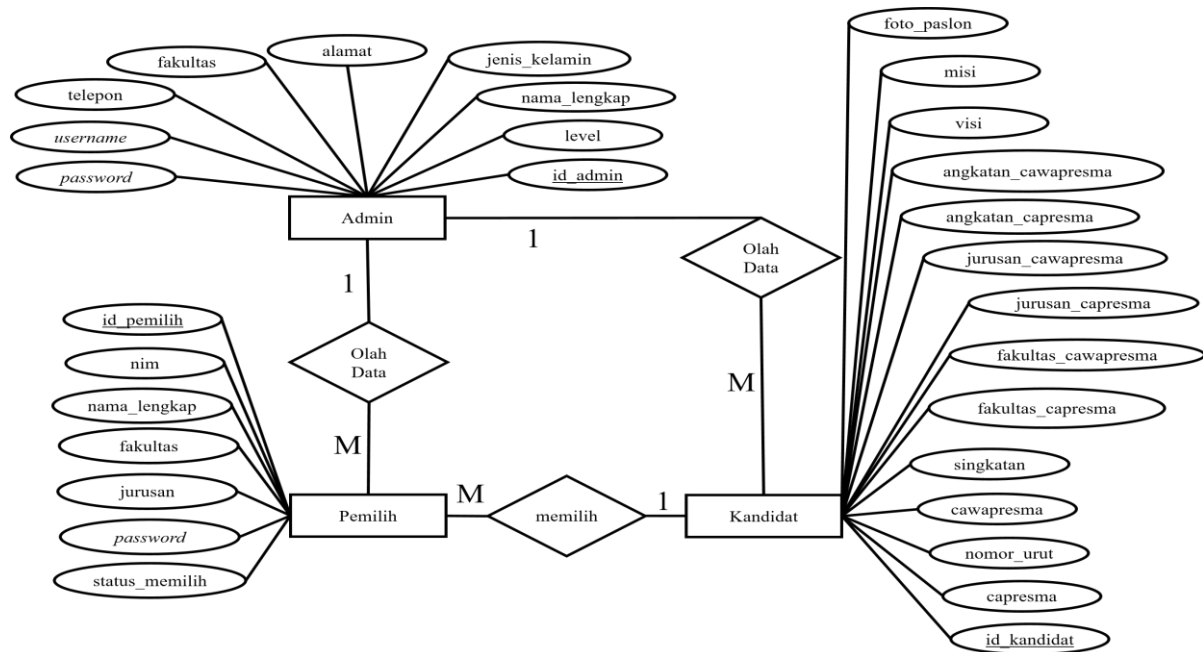 foto_paslon
alamat
jenis_kelamin
fakultas
misi
telepon
nama_lengkap
visi
username
level
password
id_admin
angkatan_cawapresma
Admin
angkatan_capresma
1
Olah
Data
jurusan_cawapresma
1
jurusan_capresma
id_pemilih
nim
Olah
Data
fakultas_cawapresma
M
nama_lengkap
fakultas_capresma
fakultas
M
singkatan
jurusan
M
1
cawapresma
Pemilih
memilih
Kandidat
password
nomor_urut
status_memilih
capresma
id_kandidat